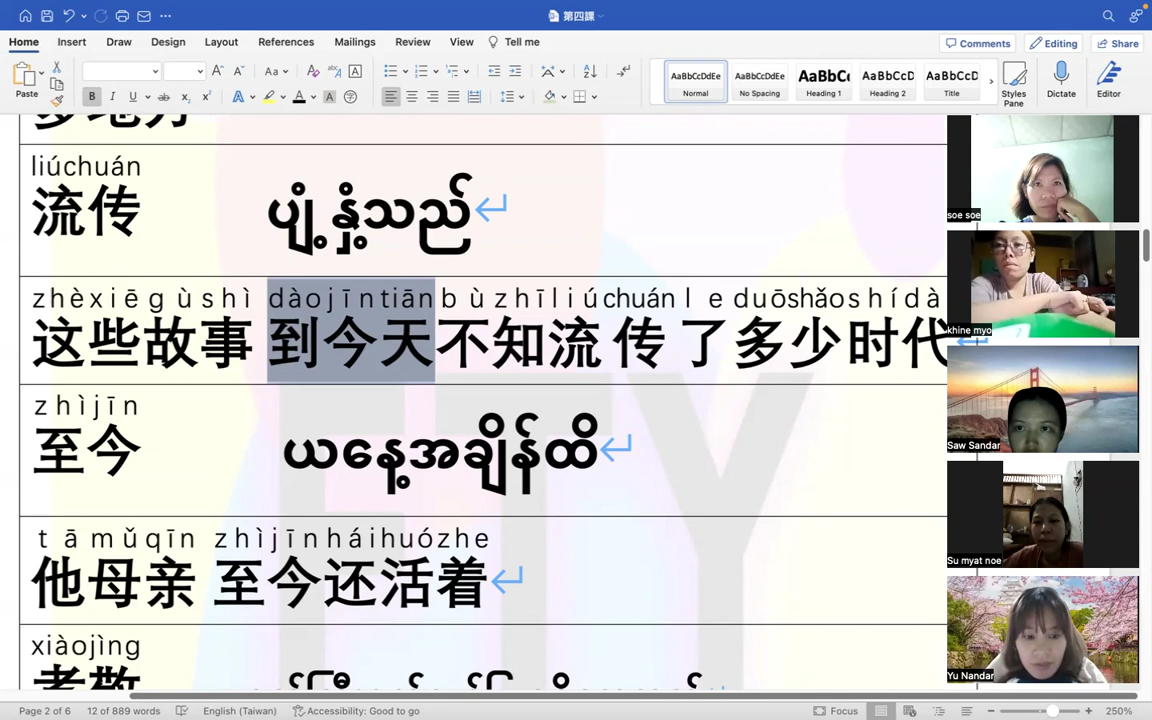 第四課
Home Insert Draw Design Layout References Mailings Review View Tell me
Comments Editing Share
Paste
AaBbCcDdEe AaBbCcDdEe AaBbC AaBbCcD AaBbCcD
Normal No Spacing Heading 1 Heading 2 Title
Styles Pane
Dictate
Editor
liúchuán
流传 ပျံ့နှံ့သည်
zhèxiēgùshì dàojīntiānbùzhīliúchuán le duōshǎoshídà
这些故事 到今天不知流传了多少时代
zhìjīn
至今 ယနေ့အချိန်ထိ
tāmǔqīn zhìjīnháihuózhe
他母亲 至今还活着
xiàojìng
孝敬
soe soe
khine myo
Saw Sandar
Su myat noe
Yu Nandar
Page 2 of 6 12 of 889 words English (Taiwan) Accessibility: Good to go Focus 250%